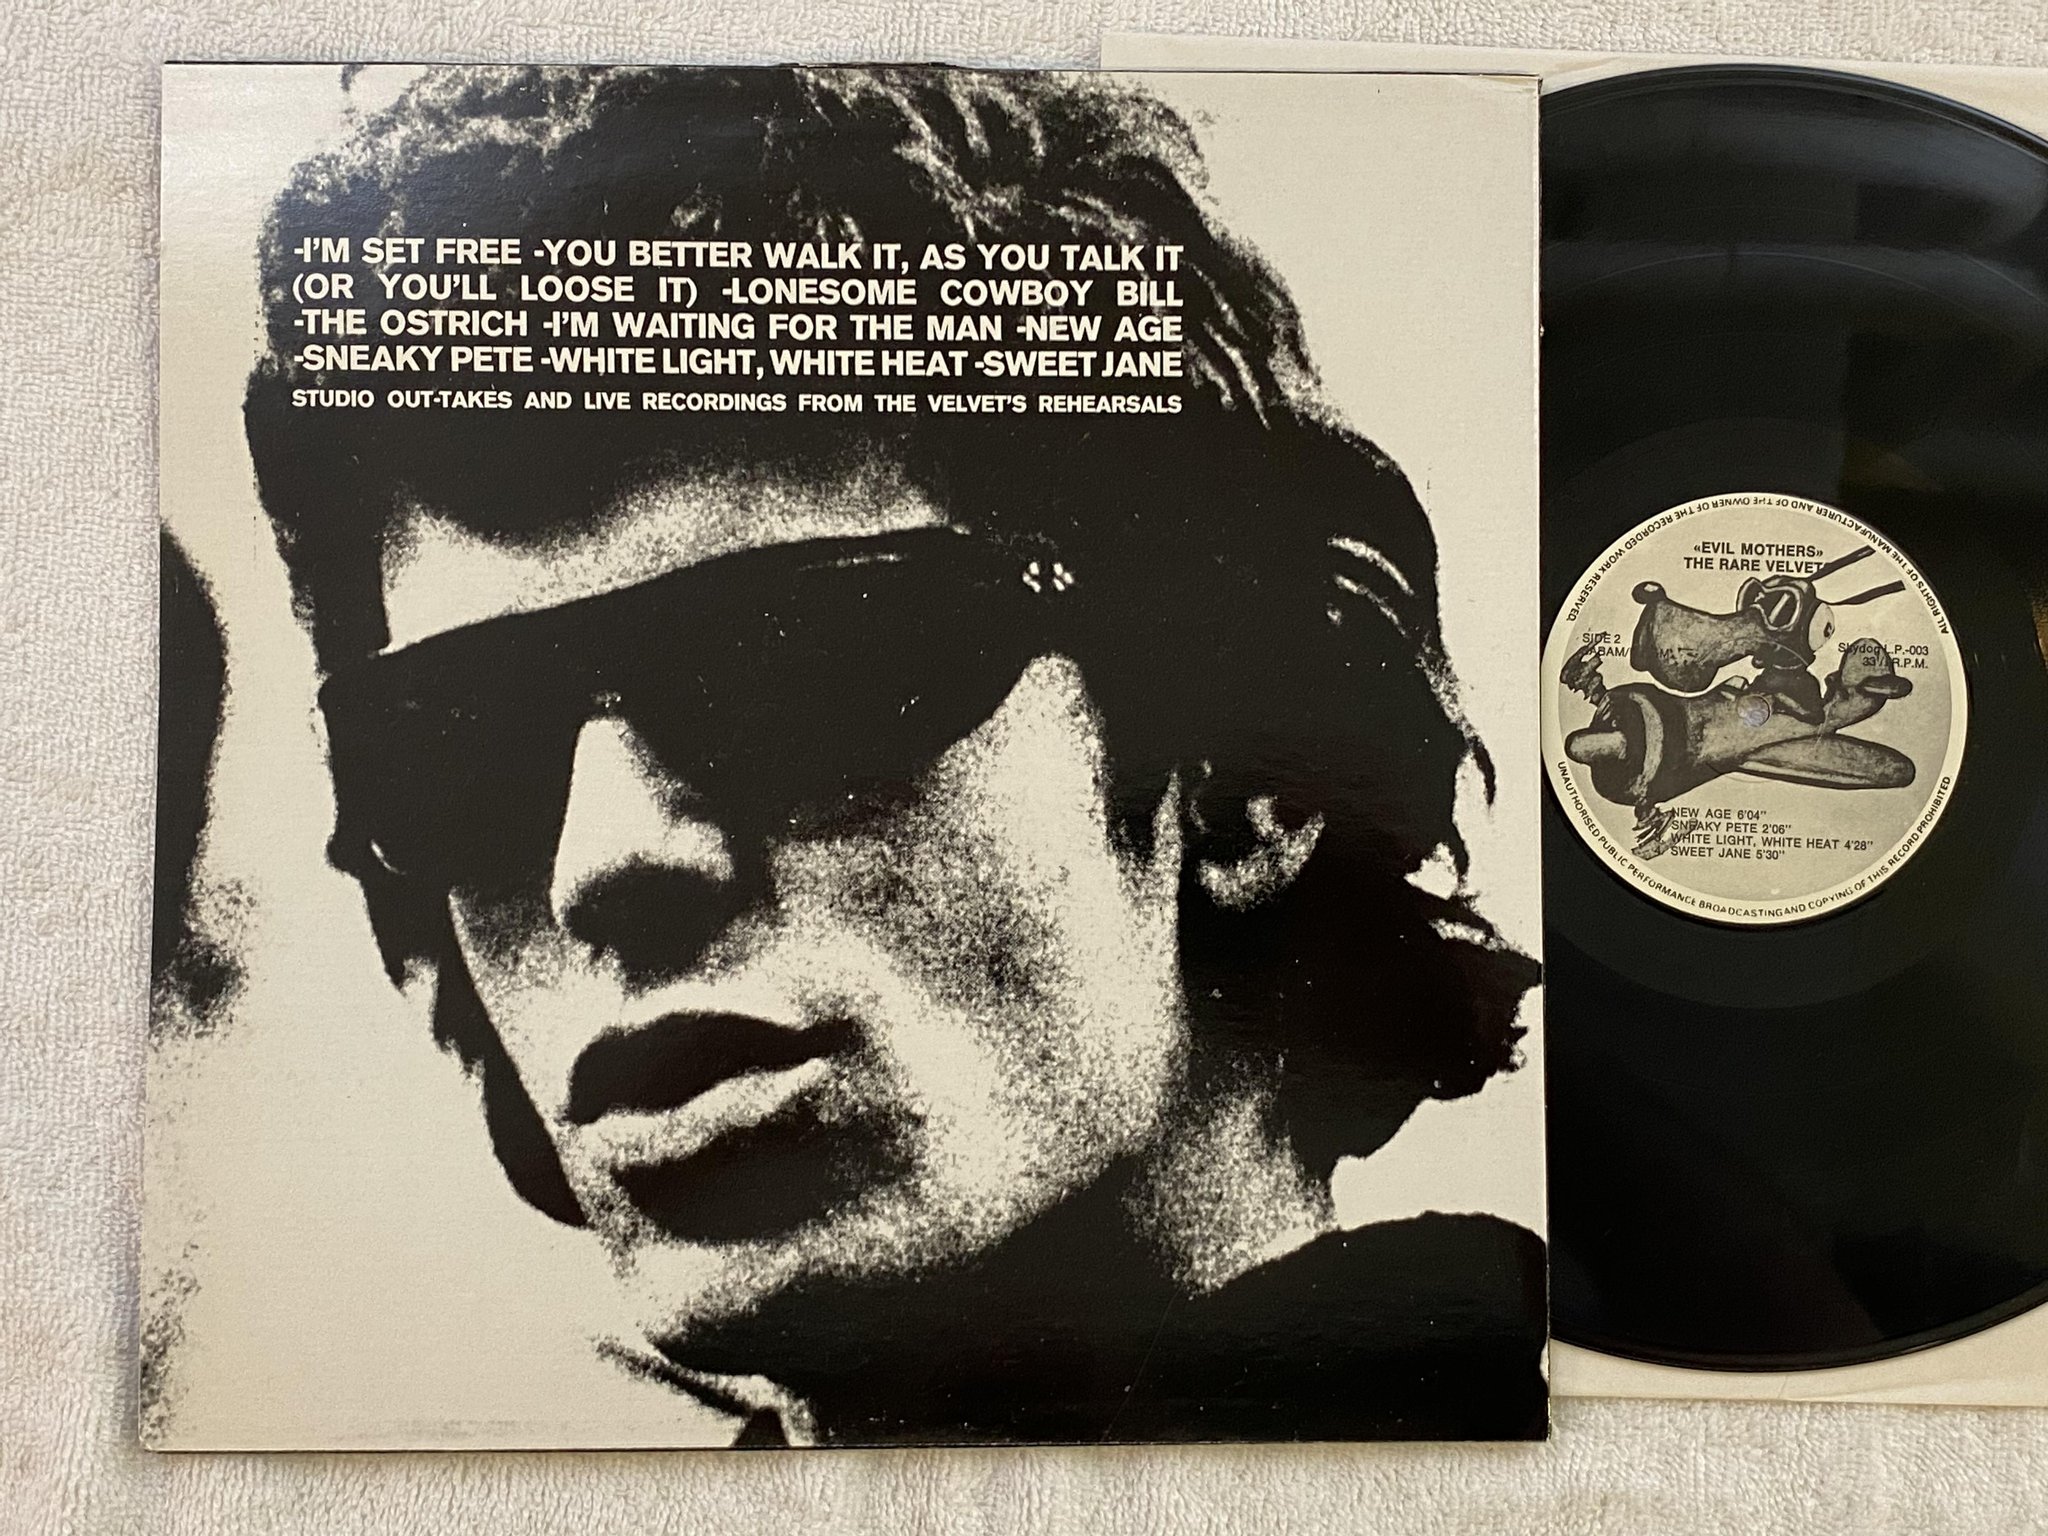 -I'M SET FREE -YOU BETTER WALK IT, AS YOU TALK IT
(OR YOU'LL LOOSE IT) -LONESOME COWBOY BILL
-THE OSTRICH -I'M WAITING FOR THE MAN -NEW AGE
-SNEAKY PETE -WHITE LIGHT, WHITE HEAT -SWEET JANE
STUDIO OUT-TAKES AND LIVE RECORDINGS FROM THE VELVET'S REHEARSALS
ALL RIGHTS OF THE MANUFACTURER AND OF THE OWNER OF THE RECORDED WORK RESERVED.
«EVIL MOTHERS»
THE RARE VELVET
SIDE 2
Skydog L.P.-003
R.P.M.
NEW AGE 6'04"
SNEAKY PETE 2'06"
WHITE LIGHT, WHITE HEAT 4'28"
SWEET JANE 5'30"
UNAUTHORISED PUBLIC PERFORMANCE BROADCASTING AND COPYING OF THIS RECORD PROHIBITED